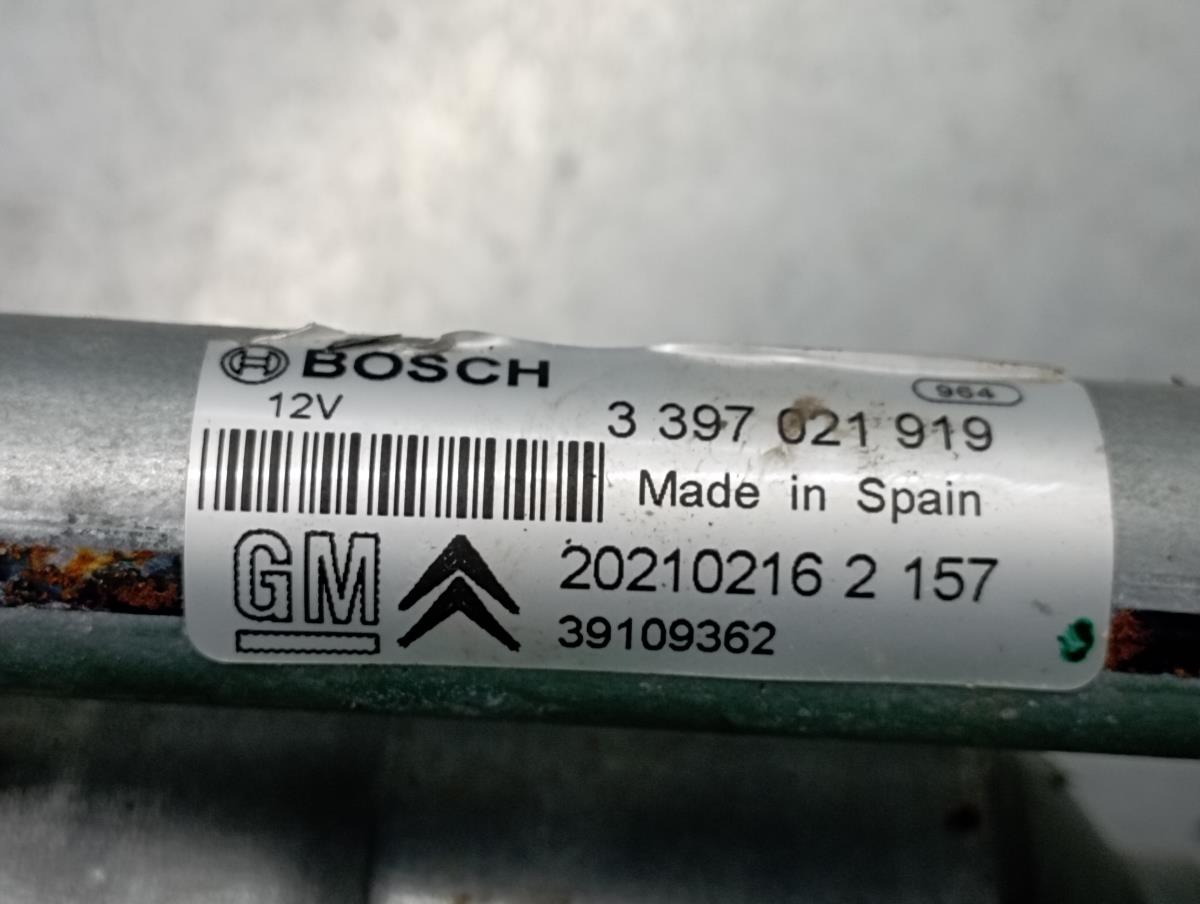 BOSCH
964
12V
3 397 021 919
Made in Spain
GM
20210216 2 157
39109362